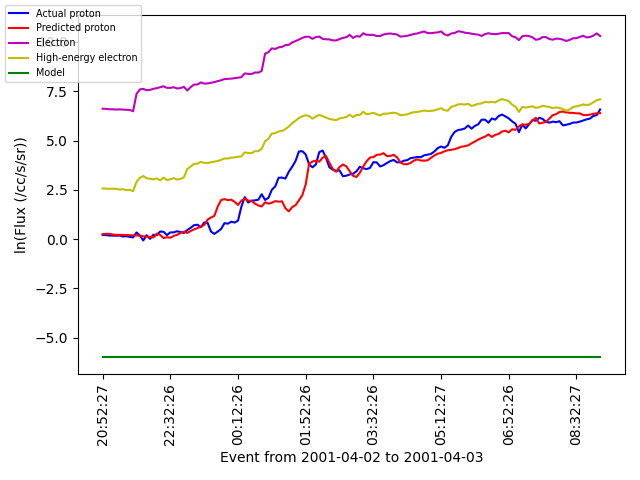 Actual proton
Predicted proton
Electron
High-energy electron
Model
ln(Flux (/cc/s/sr))
7.5
5.0
2.5
0.0
−2.5
−5.0
20:52:27
22:32:26
00:12:26
01:52:26
03:32:26
05:12:27
06:52:26
08:32:27
Event from 2001-04-02 to 2001-04-03